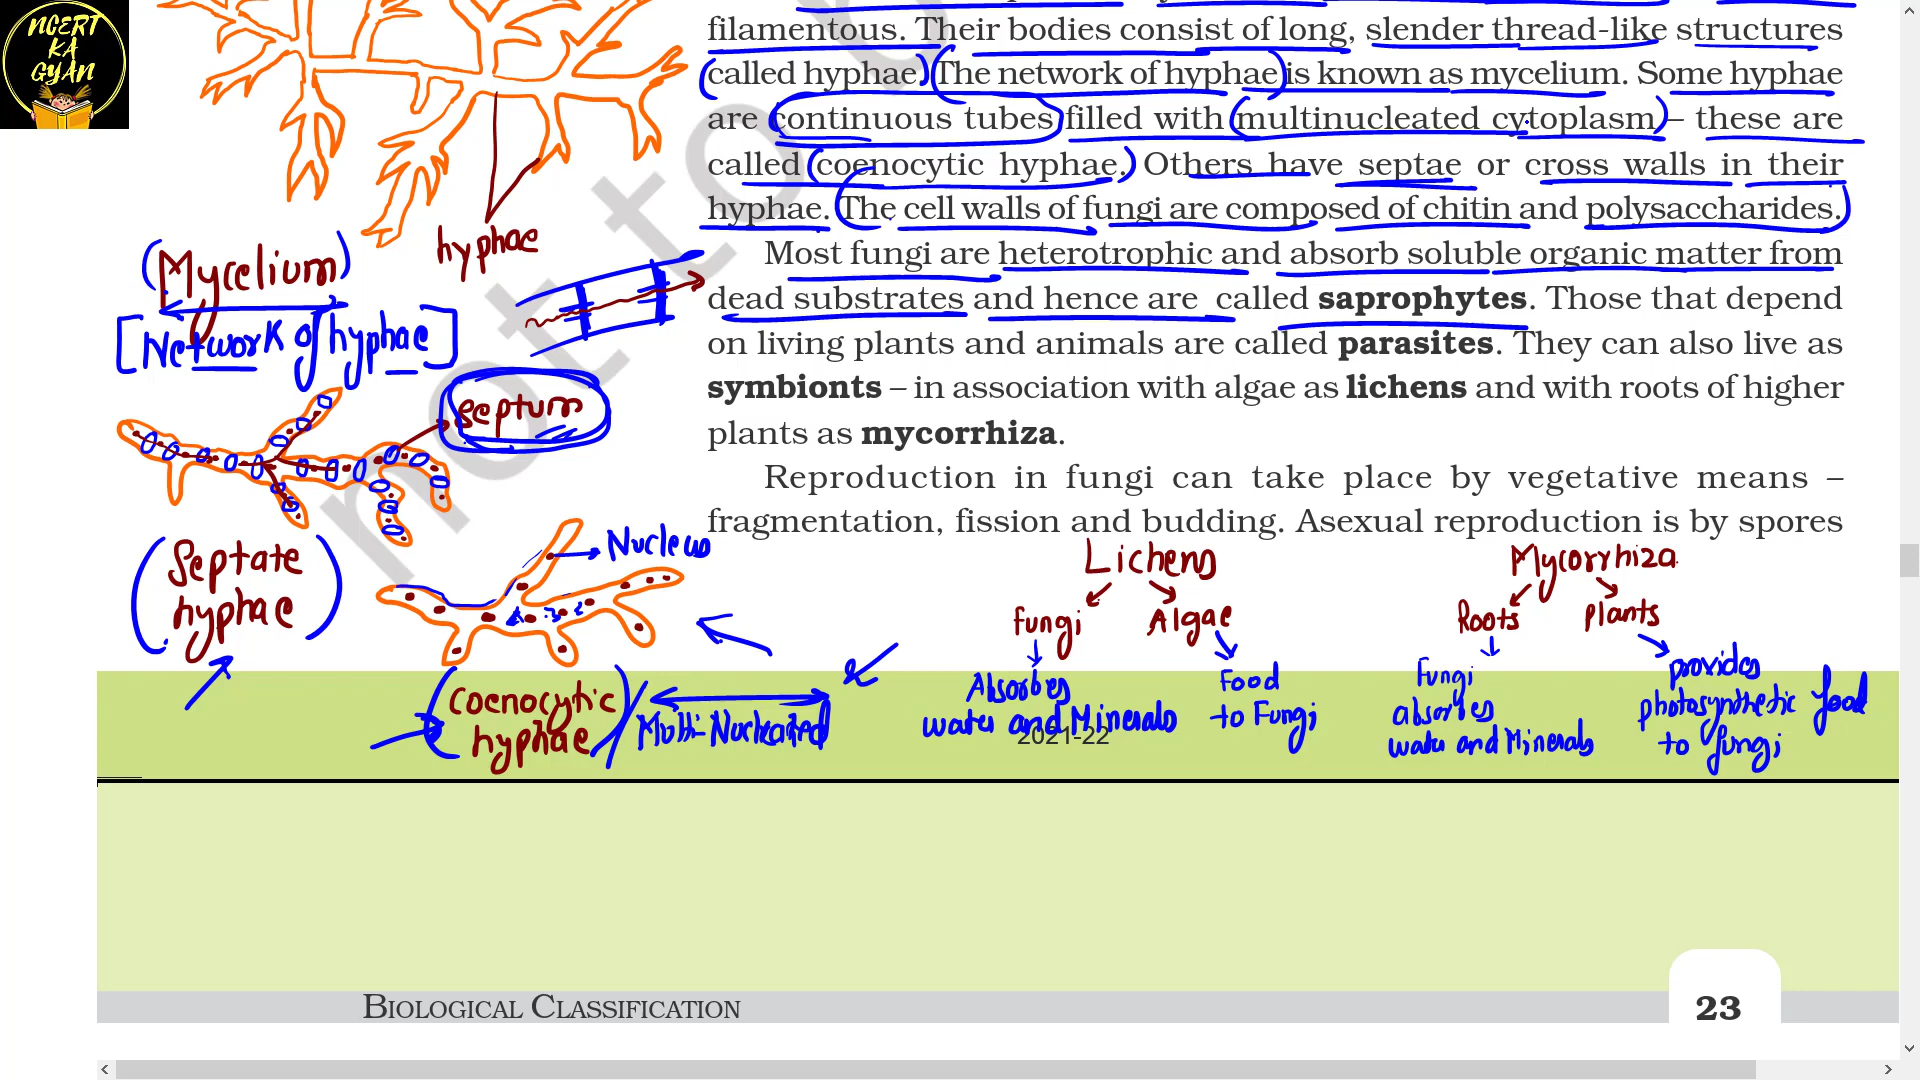 NCERT
KA
GYAN
filamentous. Their bodies consist of long, slender thread-like structures
called hyphae. The network of hyphae is known as mycelium. Some hyphae
are continuous tubes filled with multinucleated cytoplasm – these are
called coenocytic hyphae. Others have septae or cross walls in their
hyphae. The cell walls of fungi are composed of chitin and polysaccharides.
Most fungi are heterotrophic and absorb soluble organic matter from
dead substrates and hence are called saprophytes. Those that depend
on living plants and animals are called parasites. They can also live as
symbionts – in association with algae as lichens and with roots of higher
plants as mycorrhiza.
Reproduction in fungi can take place by vegetative means –
fragmentation, fission and budding. Asexual reproduction is by spores
hyphae
(Mycelium)
[Network of hyphae]
septum
not to
Nucleus
(Septate
hyphae)
(Coenocytic
hyphae)/Multi-Nucleated
Lichens
fungi Algae
Absorbes
water and Minerals
Food
to Fungi
Mycorrhiza
Roots plants
Fungi
absorbes
water and Minerals
provides
photosynthetic food
to fungi
2021-22
BIOLOGICAL CLASSIFICATION
23